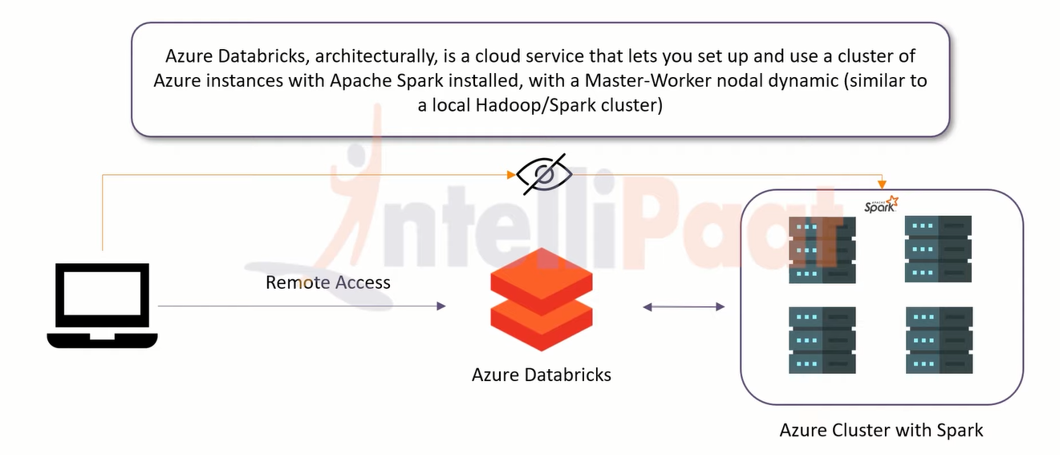 Azure Databricks, architecturally, is a cloud service that lets you set up and use a cluster of
Azure instances with Apache Spark installed, with a Master-Worker nodal dynamic (similar to
a local Hadoop/Spark cluster)
Spark
IntelliPaat
Remote Access
Azure Databricks
Azure Cluster with Spark